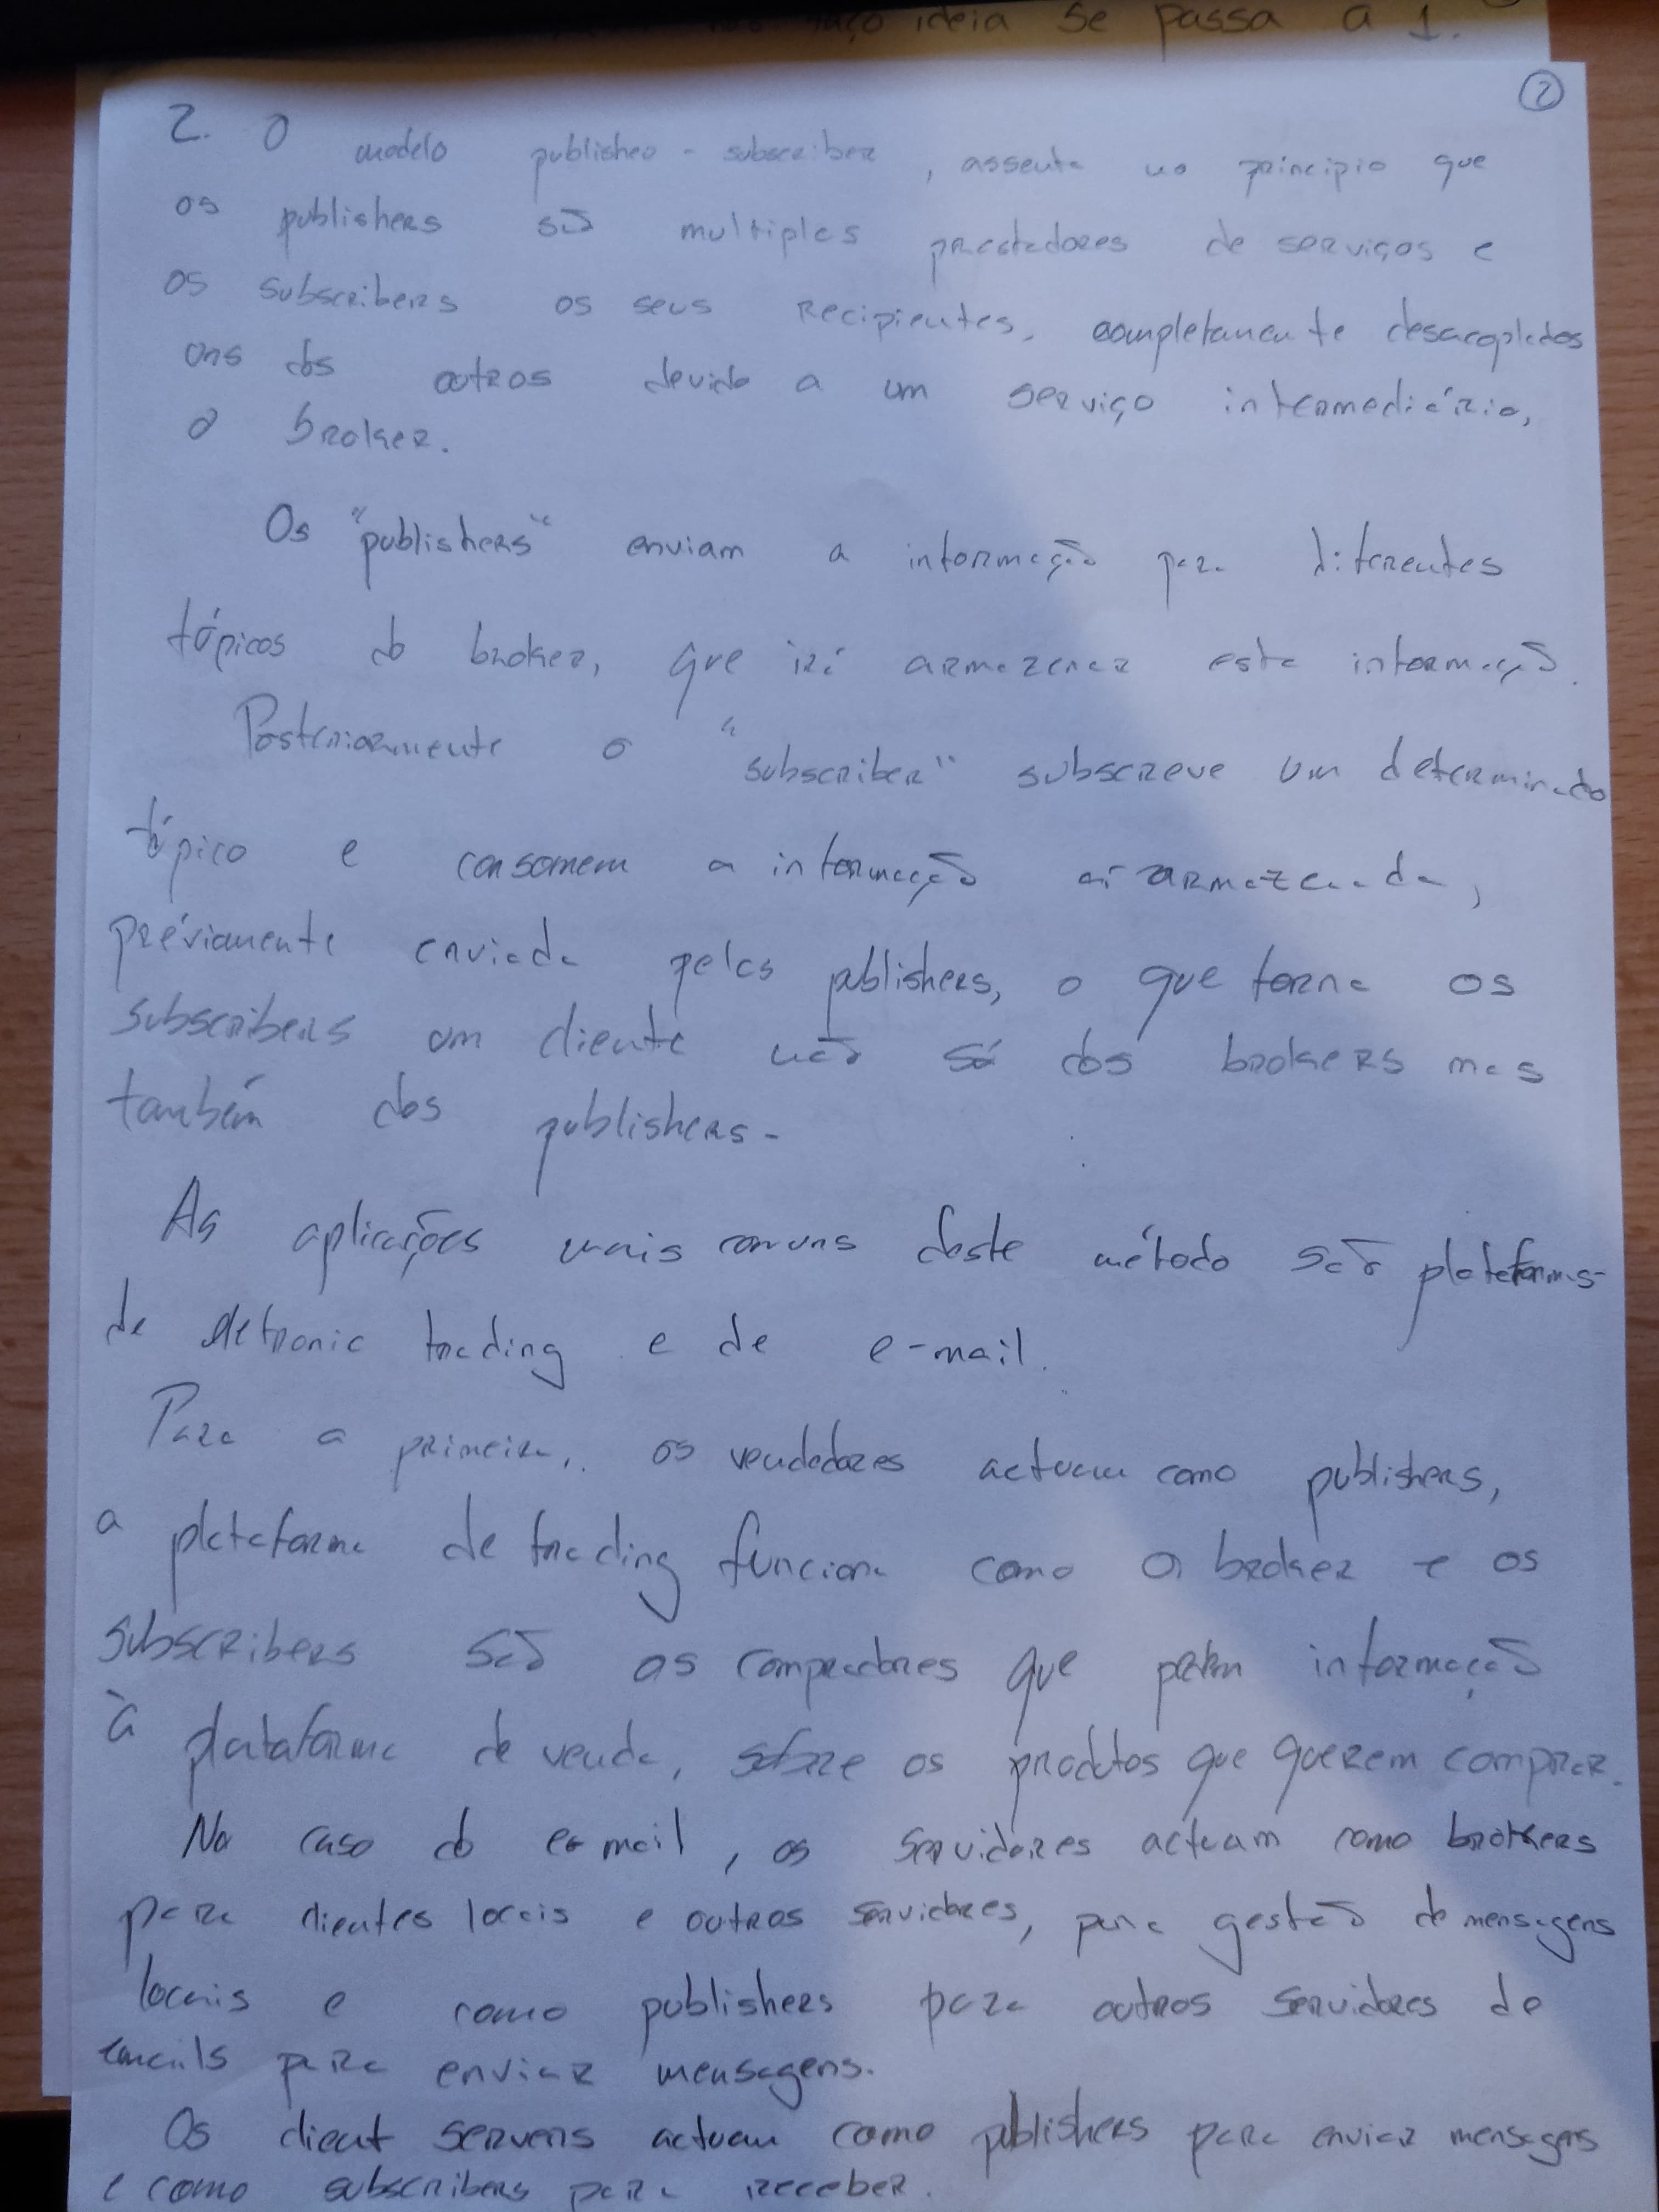 faço ideia se passa a 1.
2
2. O modelo publisher - subscriber, assenta no principio que
os publishers são multiplos prestadores de serviços e
os subscribers os seus recipientes, completamente desacoplados
uns dos outros devido a um serviço intermediário,
o broker.
Os "publishers" enviam a informação para diferentes
tópicos do broker, que irá armazenar esta informação.
Posteriormente o "subscriber" subscreve um determinado
tópico e consomem a informação aí armazenada,
préviamente enviada pelos publishers, o que torna os
subscribers um cliente não só dos brokers mas
também dos publishers.
As aplicações mais comuns deste método são plataformas
de eletronic trading e de e-mail.
Para a primeira, os vendedores actuam como publishers,
a plataforma de trading funciona como o broker e os
subscribers são os compradores que pedem informação
à plataforma de venda, sobre os produtos que querem comprar.
No caso do e-mail, os servidores actuam como brokers
para clientes locais e outros servidores, para gestão de mensagens
locais e como publishers para outros servidores de
emails para enviar mensagens.
Os client servers actuam como publishers para enviar mensagens
e como subscribers para receber.